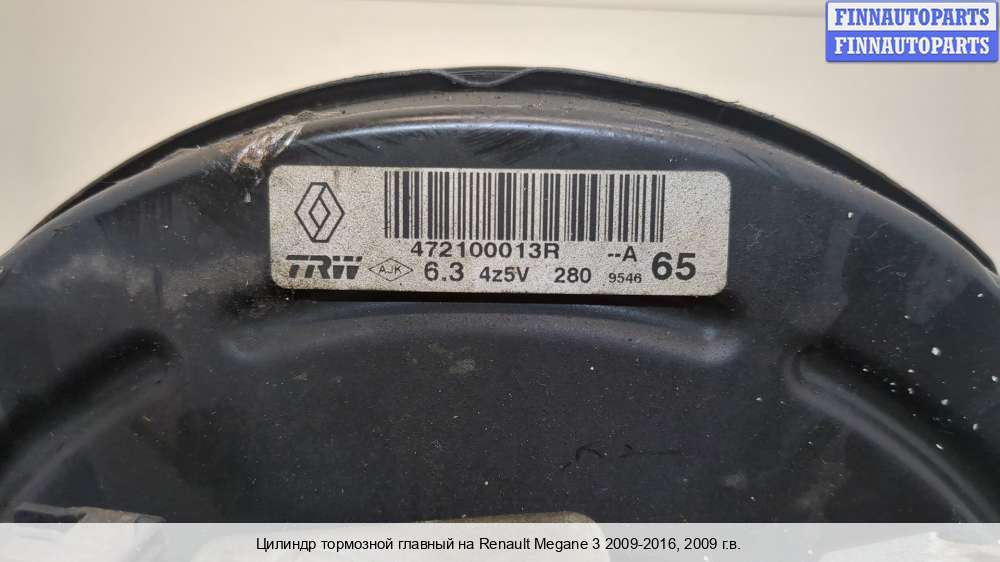 FINNAUTOPARTS
FINNAUTOPARTS
472100013R --A 65
TRW AJK 6.3 4z5V 280 9546
Цилиндр тормозной главный на Renault Megane 3 2009-2016, 2009 г.в.